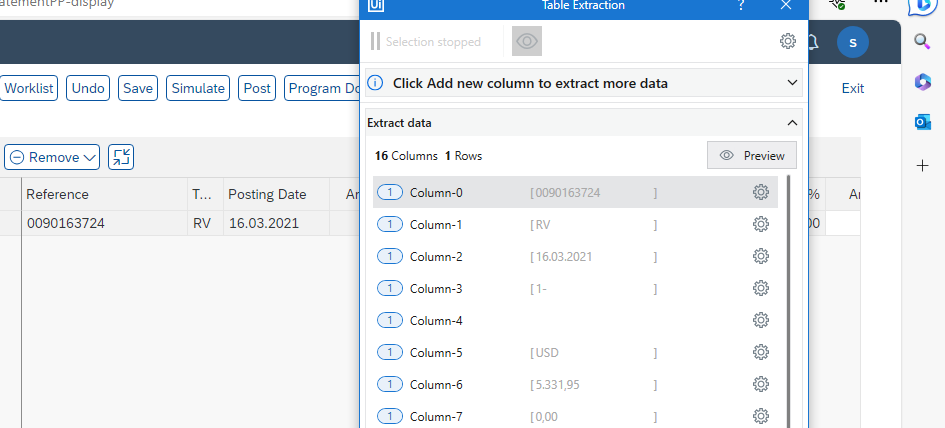 atementPP-display
Ui Table Extraction ?
Selection stopped
s
Click Add new column to extract more data
Worklist Undo Save Simulate Post Program Do
Exit
Extract data
Remove
16 Columns 1 Rows Preview
Reference T... Posting Date Ar
% Ar
0090163724 RV 16.03.2021
00
1 Column-0 [0090163724 ]
1 Column-1 [RV ]
1 Column-2 [16.03.2021 ]
1 Column-3 [1- ]
1 Column-4
1 Column-5 [USD ]
1 Column-6 [5.331,95 ]
1 Column-7 [0,00 ]